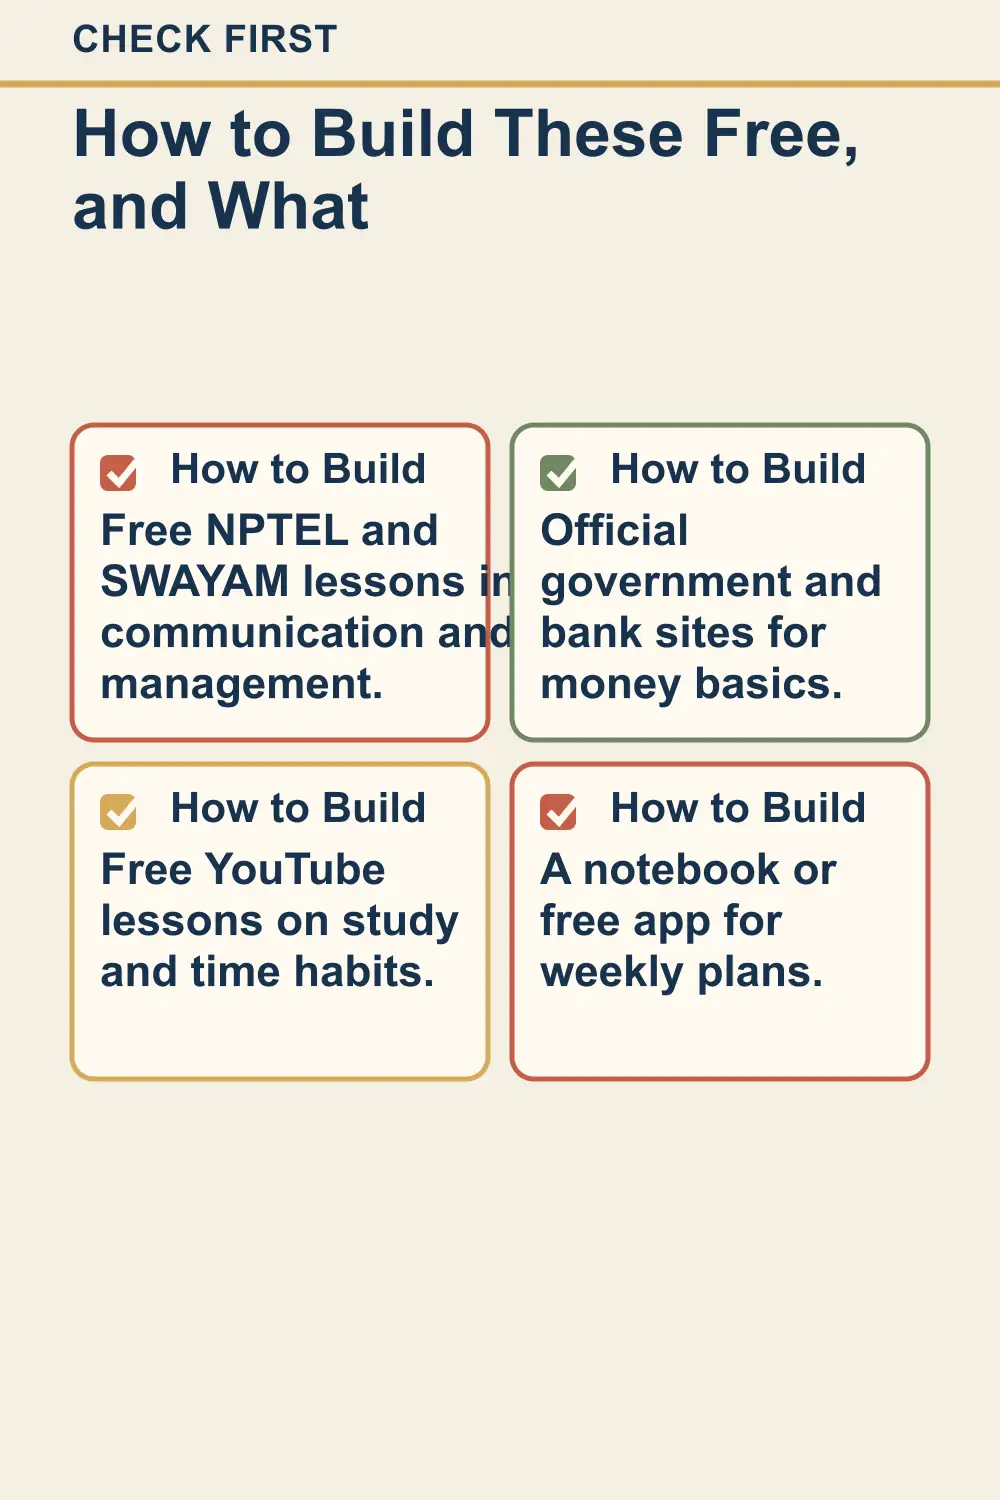 CHECK FIRST
How to Build These Free,
and What
How to Build
Free NPTEL and
SWAYAM lessons in
communication and
management.
How to Build
Official
government and
bank sites for
money basics.
How to Build
Free YouTube
lessons on study
and time habits.
How to Build
A notebook or
free app for
weekly plans.